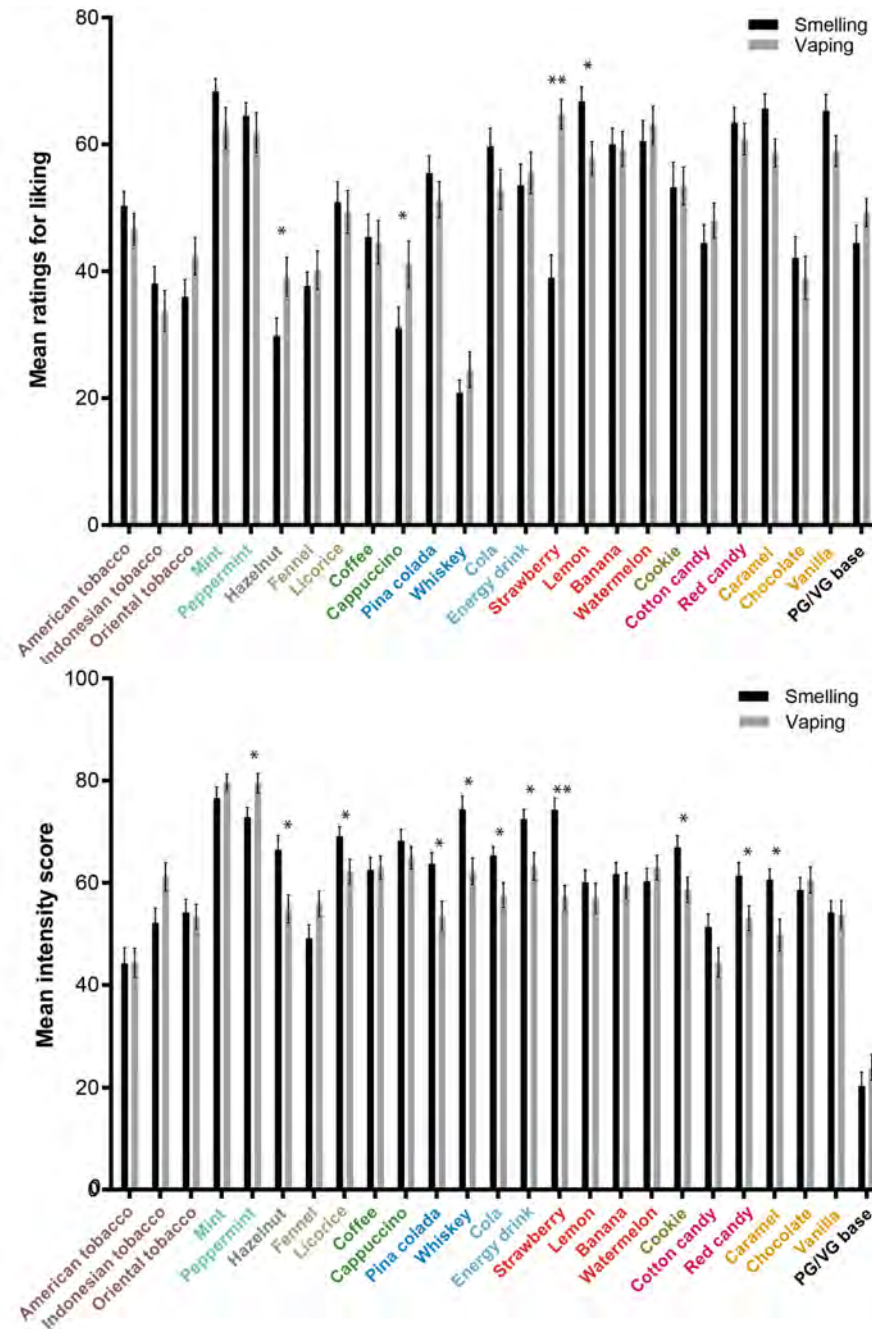 80
60
40
20
0
Mean ratings for liking
Smelling
Vaping
*
*
**
*
American tobacco
Indonesian tobacco
Oriental tobacco
Mint
Peppermint
Hazelnut
Fennel
Licorice
Coffee
Cappuccino
Pina colada
Whiskey
Cola
Energy drink
Strawberry
Lemon
Banana
Watermelon
Cookie
Cotton candy
Red candy
Caramel
Chocolate
Vanilla
PG/VG base
100
80
60
40
20
0
Mean intensity score
Smelling
Vaping
*
*
*
*
*
*
*
**
*
*
*
American tobacco
Indonesian tobacco
Oriental tobacco
Mint
Peppermint
Hazelnut
Fennel
Licorice
Coffee
Cappuccino
Pina colada
Whiskey
Cola
Energy drink
Strawberry
Lemon
Banana
Watermelon
Cookie
Cotton candy
Red candy
Caramel
Chocolate
Vanilla
PG/VG base